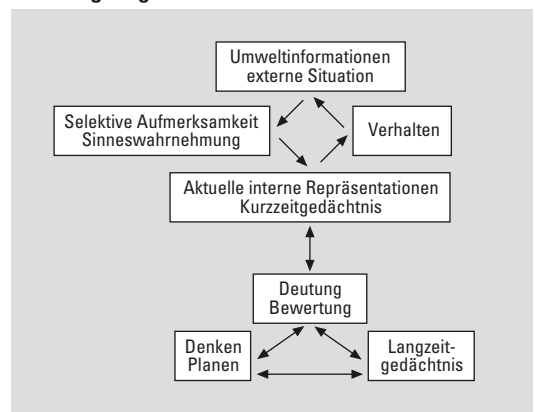 Umweltinformationen
externe Situation
Selektive Aufmerksamkeit
Sinneswahrnehmung
Verhalten
Aktuelle interne Repräsentationen
Kurzzeitgedächtnis
Deutung
Bewertung
Denken
Planen
Langzeit-
gedächtnis